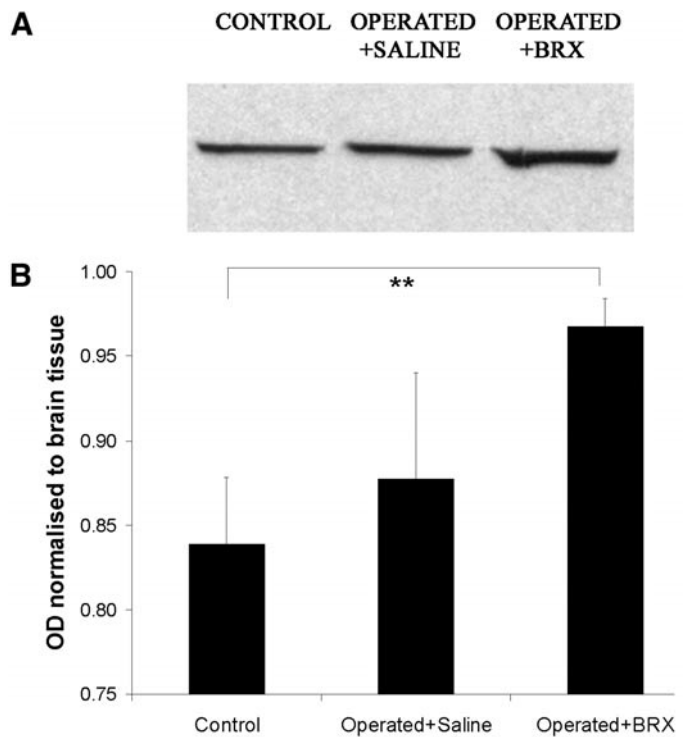 A
CONTROL OPERATED OPERATED
+SALINE +BRX
B
**
OD normalised to brain tissue
1.00
0.95
0.90
0.85
0.80
0.75
Control Operated+Saline Operated+BRX